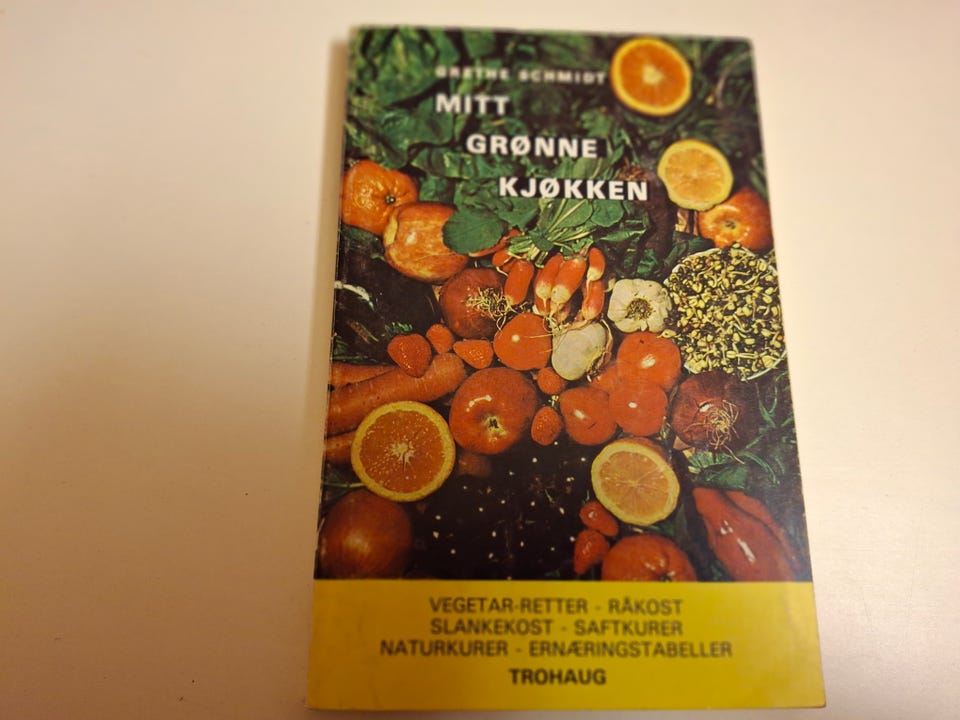 GRETHE SCHMIDT
MITT
GRØNNE
KJØKKEN
VEGETAR-RETTER - RÅKOST
SLANKEKOST - SAFTKURER
NATURKURER - ERNÆRINGSTABELLER
TROHAUG